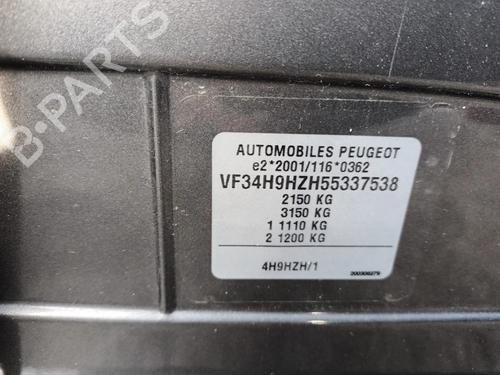 B-PARTS
AUTOMOBILES PEUGEOT
e2*2001/116*0362
VF34H9HZH55337538
2150 KG
3150 KG
1 1110 KG
2 1200 KG
4H9HZH/1